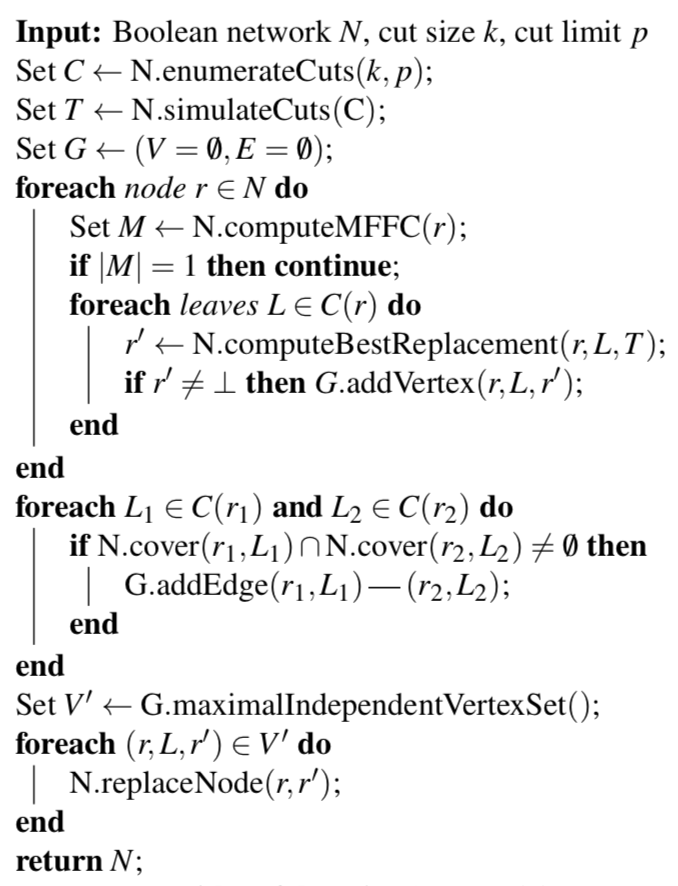 Input: Boolean network N, cut size k, cut limit p
Set C ← N.enumerateCuts(k, p);
Set T ← N.simulateCuts(C);
Set G ← (V = ∅, E = ∅);
foreach node r ∈ N do
Set M ← N.computeMFFC(r);
if |M| = 1 then continue;
foreach leaves L ∈ C(r) do
r′ ← N.computeBestReplacement(r, L, T);
if r′ ≠ ⊥ then G.addVertex(r, L, r′);
end
end
foreach L₁ ∈ C(r₁) and L₂ ∈ C(r₂) do
if N.cover(r₁, L₁) ∩ N.cover(r₂, L₂) ≠ ∅ then
G.addEdge(r₁, L₁) — (r₂, L₂);
end
end
Set V′ ← G.maximalIndependentVertexSet();
foreach (r, L, r′) ∈ V′ do
N.replaceNode(r, r′);
end
return N;